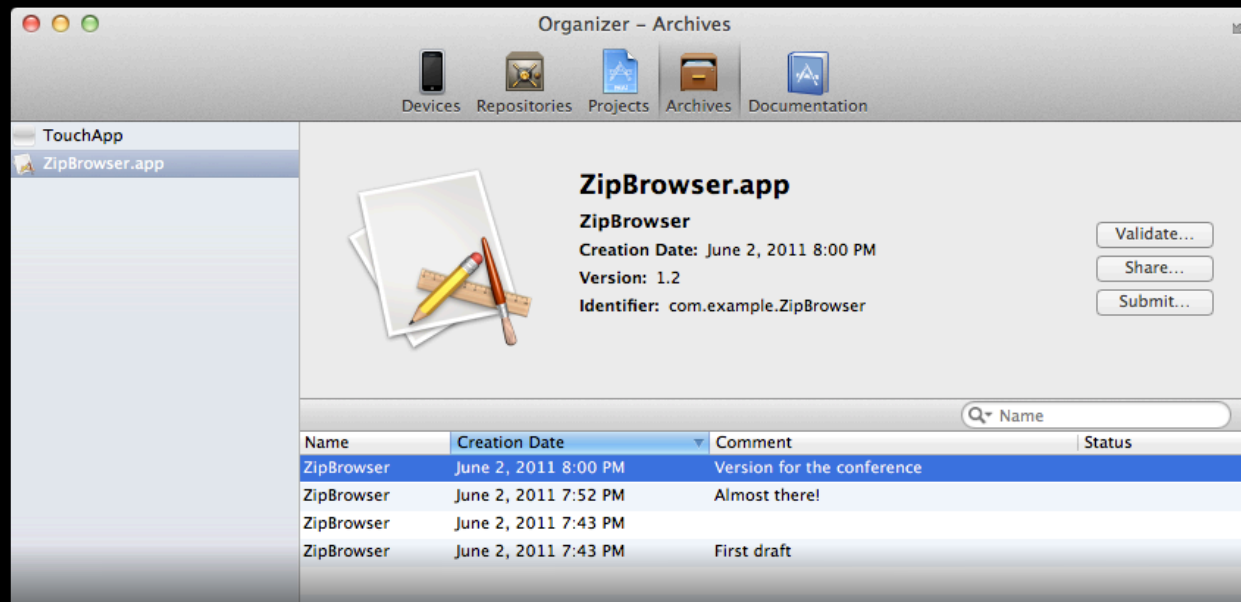 Organizer – Archives
Devices Repositories Projects Archives Documentation
TouchApp
ZipBrowser.app
ZipBrowser.app
ZipBrowser
Creation Date: June 2, 2011 8:00 PM
Version: 1.2
Identifier: com.example.ZipBrowser
Validate...
Share...
Submit...
Name
Name Creation Date Comment Status
ZipBrowser June 2, 2011 8:00 PM Version for the conference
ZipBrowser June 2, 2011 7:52 PM Almost there!
ZipBrowser June 2, 2011 7:43 PM
ZipBrowser June 2, 2011 7:43 PM First draft